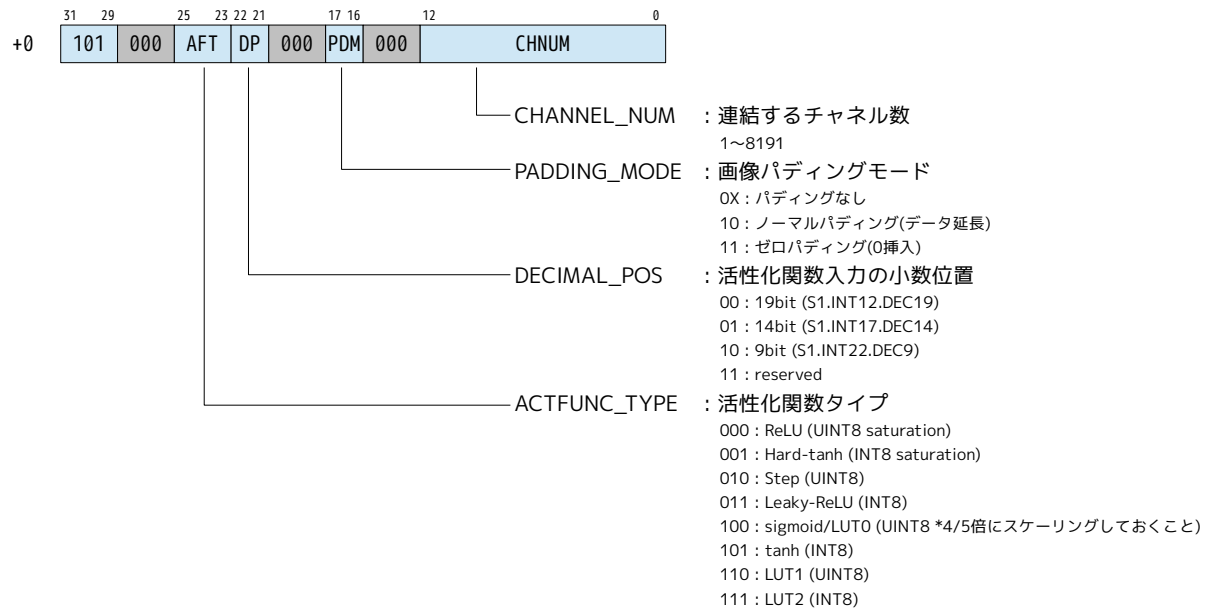 31 29 25 23 22 21 17 16 12 0
+0 101 000 AFT DP 000 PDM 000 CHNUM
CHANNEL_NUM : 連結するチャネル数
1〜8191
PADDING_MODE : 画像パディングモード
0X : パディングなし
10 : ノーマルパディング(データ延長)
11 : ゼロパディング(0挿入)
DECIMAL_POS : 活性化関数入力の小数位置
00 : 19bit (S1.INT12.DEC19)
01 : 14bit (S1.INT17.DEC14)
10 : 9bit (S1.INT22.DEC9)
11 : reserved
ACTFUNC_TYPE : 活性化関数タイプ
000 : ReLU (UINT8 saturation)
001 : Hard-tanh (INT8 saturation)
010 : Step (UINT8)
011 : Leaky-ReLU (INT8)
100 : sigmoid/LUT0 (UINT8 *4/5倍にスケーリングしておくこと)
101 : tanh (INT8)
110 : LUT1 (UINT8)
111 : LUT2 (INT8)